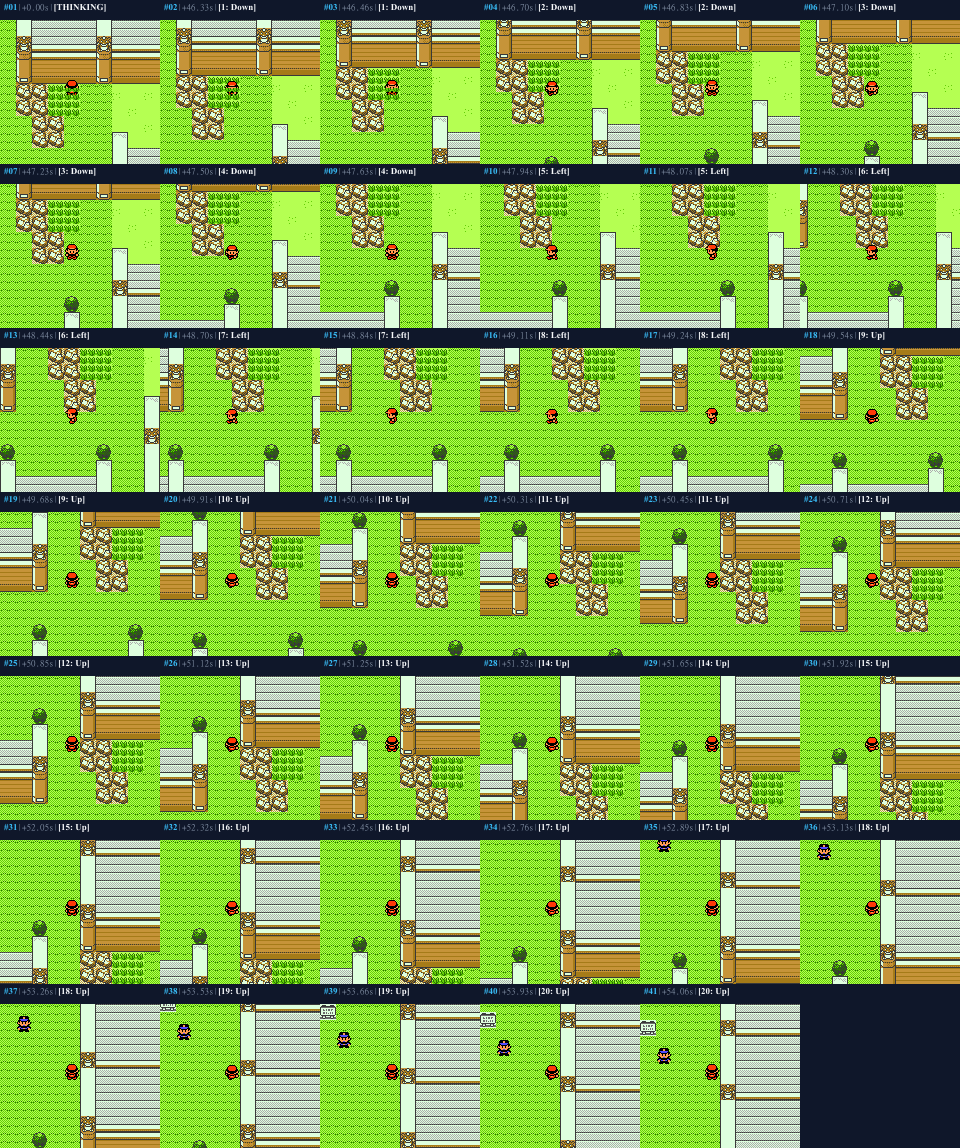 #01|+0.00s|[THINKING] #02|+46.33s|[1: Down] #03|+46.46s|[1: Down] #04|+46.70s|[2: Down] #05|+46.83s|[2: Down] #06|+47.10s|[3: Down]
#07|+47.23s|[3: Down] #08|+47.50s|[4: Down] #09|+47.63s|[4: Down] #10|+47.94s|[5: Left] #11|+48.07s|[5: Left] #12|+48.30s|[6: Left]
#13|+48.44s|[6: Left] #14|+48.70s|[7: Left] #15|+48.84s|[7: Left] #16|+49.11s|[8: Left] #17|+49.24s|[8: Left] #18|+49.54s|[9: Up]
#19|+49.68s|[9: Up] #20|+49.91s|[10: Up] #21|+50.04s|[10: Up] #22|+50.31s|[11: Up] #23|+50.45s|[11: Up] #24|+50.71s|[12: Up]
#25|+50.85s|[12: Up] #26|+51.12s|[13: Up] #27|+51.25s|[13: Up] #28|+51.52s|[14: Up] #29|+51.65s|[14: Up] #30|+51.92s|[15: Up]
#31|+52.05s|[15: Up] #32|+52.32s|[16: Up] #33|+52.45s|[16: Up] #34|+52.76s|[17: Up] #35|+52.89s|[17: Up] #36|+53.13s|[18: Up]
#37|+53.26s|[18: Up] #38|+53.53s|[19: Up] #39|+53.66s|[19: Up] #40|+53.93s|[20: Up] #41|+54.06s|[20: Up]